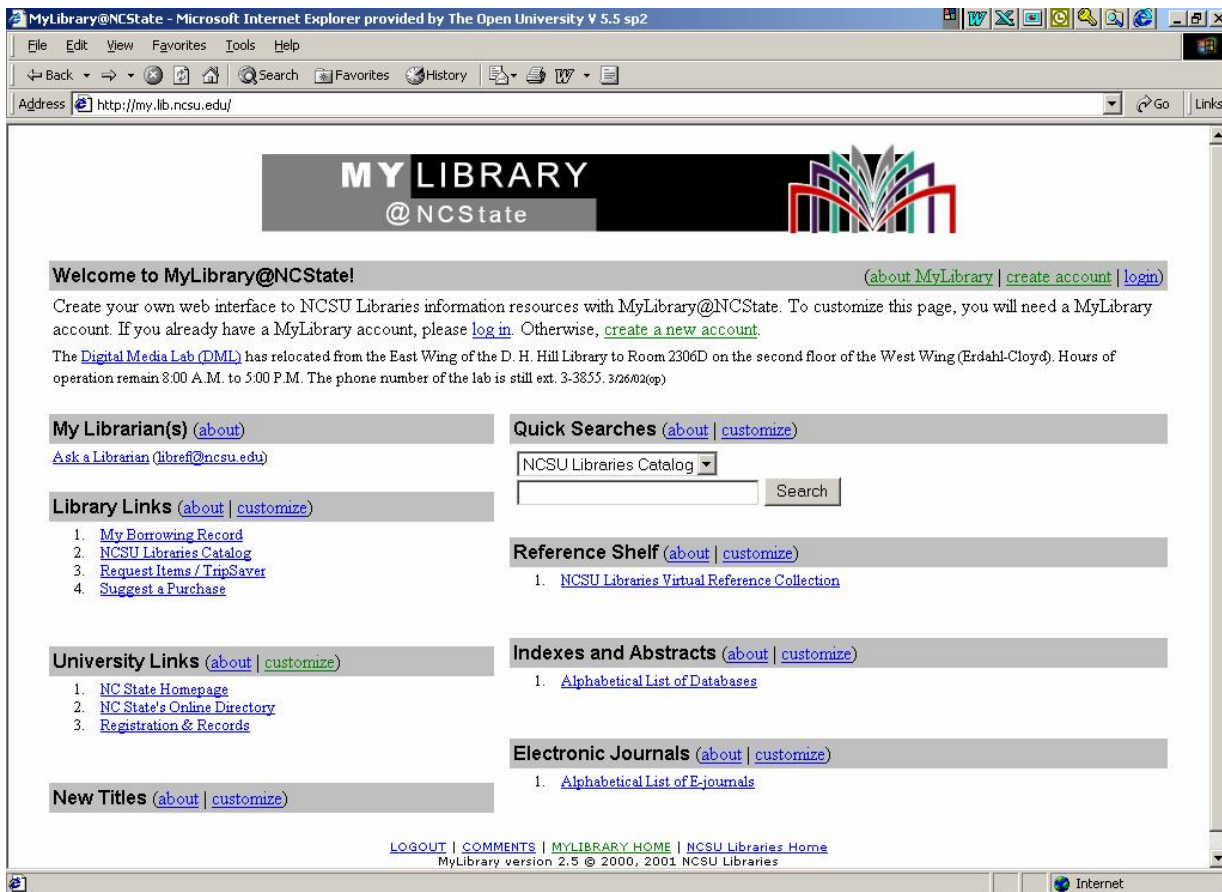 MyLibrary@NCState - Microsoft Internet Explorer provided by The Open University V 5.5 sp2
File Edit View Favorites Tools Help
Back Search Favorites History
Address http://my.lib.ncsu.edu/ Go Links
MY LIBRARY
@NCState
Welcome to MyLibrary@NCState! (about MyLibrary | create account | login)
Create your own web interface to NCSU Libraries information resources with MyLibrary@NCState. To customize this page, you will need a MyLibrary
account. If you already have a MyLibrary account, please log in. Otherwise, create a new account.
The Digital Media Lab (DML) has relocated from the East Wing of the D. H. Hill Library to Room 2306D on the second floor of the West Wing (Erdahl-Cloyd). Hours of
operation remain 8:00 A.M. to 5:00 P.M. The phone number of the lab is still ext. 3-3855. 3/26/02(op)
My Librarian(s) (about)
Ask a Librarian (libref@ncsu.edu)
Library Links (about | customize)
1. My Borrowing Record
2. NCSU Libraries Catalog
3. Request Items / TripSaver
4. Suggest a Purchase
University Links (about | customize)
1. NC State Homepage
2. NC State's Online Directory
3. Registration & Records
New Titles (about | customize)
Quick Searches (about | customize)
NCSU Libraries Catalog
Search
Reference Shelf (about | customize)
1. NCSU Libraries Virtual Reference Collection
Indexes and Abstracts (about | customize)
1. Alphabetical List of Databases
Electronic Journals (about | customize)
1. Alphabetical List of E-journals
LOGOUT | COMMENTS | MYLIBRARY HOME | NCSU Libraries Home
MyLibrary version 2.5 © 2000, 2001 NCSU Libraries
Internet